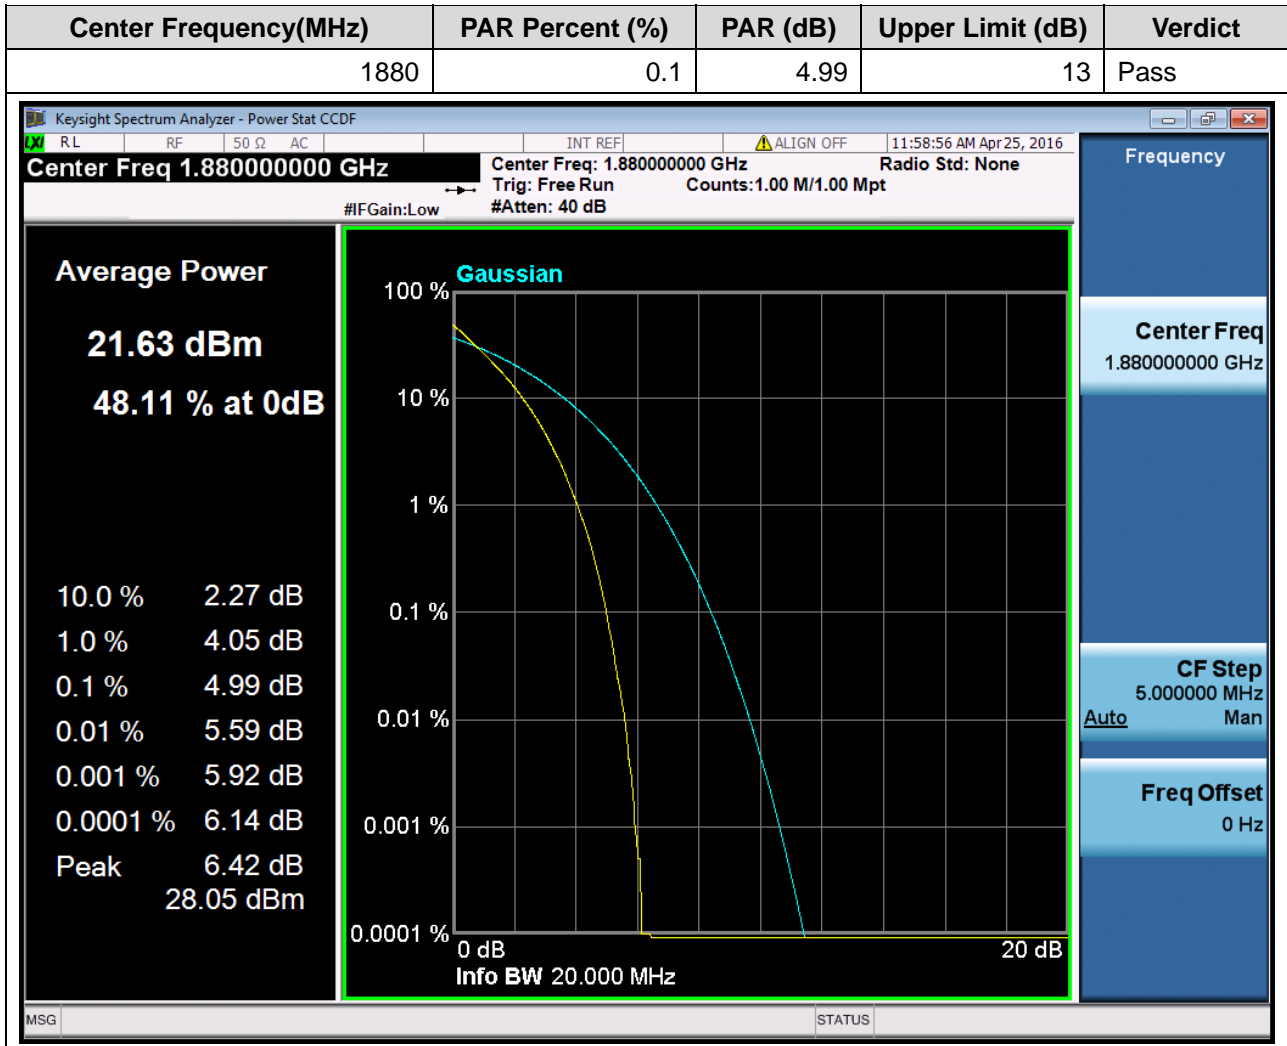 Center Frequency(MHz) PAR Percent (%) PAR (dB) Upper Limit (dB) Verdict
1880 0.1 4.99 13 Pass
Keysight Spectrum Analyzer - Power Stat CCDF
LXI RL RF 50 Ω AC INT REF ALIGN OFF 11:58:56 AM Apr 25, 2016
Center Freq 1.880000000 GHz
#IFGain:Low
Center Freq: 1.880000000 GHz Radio Std: None
Trig: Free Run Counts:1.00 M/1.00 Mpt
#Atten: 40 dB
Average Power
21.63 dBm
48.11 % at 0dB
10.0 % 2.27 dB
1.0 % 4.05 dB
0.1 % 4.99 dB
0.01 % 5.59 dB
0.001 % 5.92 dB
0.0001 % 6.14 dB
Peak 6.42 dB
28.05 dBm
Gaussian
100 %
10 %
1 %
0.1 %
0.01 %
0.001 %
0.0001 %
0 dB 20 dB
Info BW 20.000 MHz
Frequency
Center Freq
1.880000000 GHz
CF Step
5.000000 MHz
Auto Man
Freq Offset
0 Hz
MSG STATUS